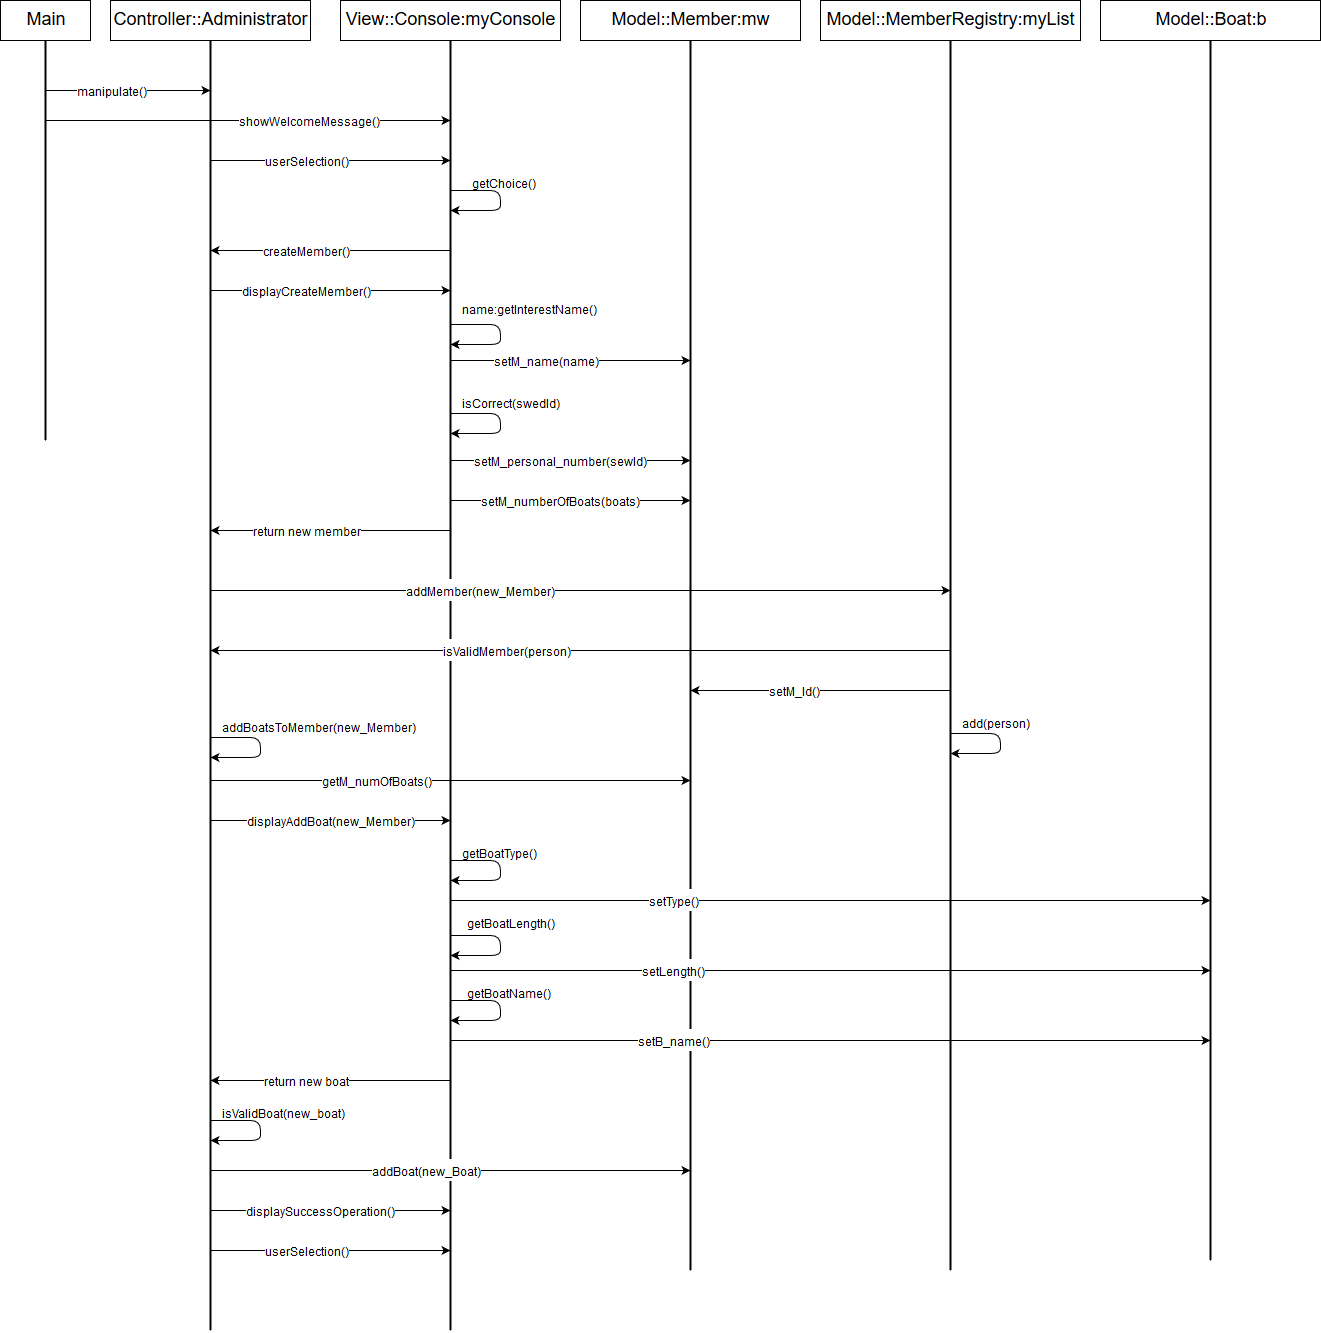 Main
Controller::Administrator
View::Console:myConsole
Model::Member:mw
Model::MemberRegistry:myList
Model::Boat:b
manipulate()
showWelcomeMessage()
userSelection()
getChoice()
createMember()
displayCreateMember()
name:getInterestName()
setM_name(name)
isCorrect(swedId)
setM_personal_number(sewId)
setM_numberOfBoats(boats)
return new member
addMember(new_Member)
isValidMember(person)
setM_Id()
add(person)
addBoatsToMember(new_Member)
getM_numOfBoats()
displayAddBoat(new_Member)
getBoatType()
setType()
getBoatLength()
setLength()
getBoatName()
setB_name()
return new boat
isValidBoat(new_boat)
addBoat(new_Boat)
displaySuccessOperation()
userSelection()